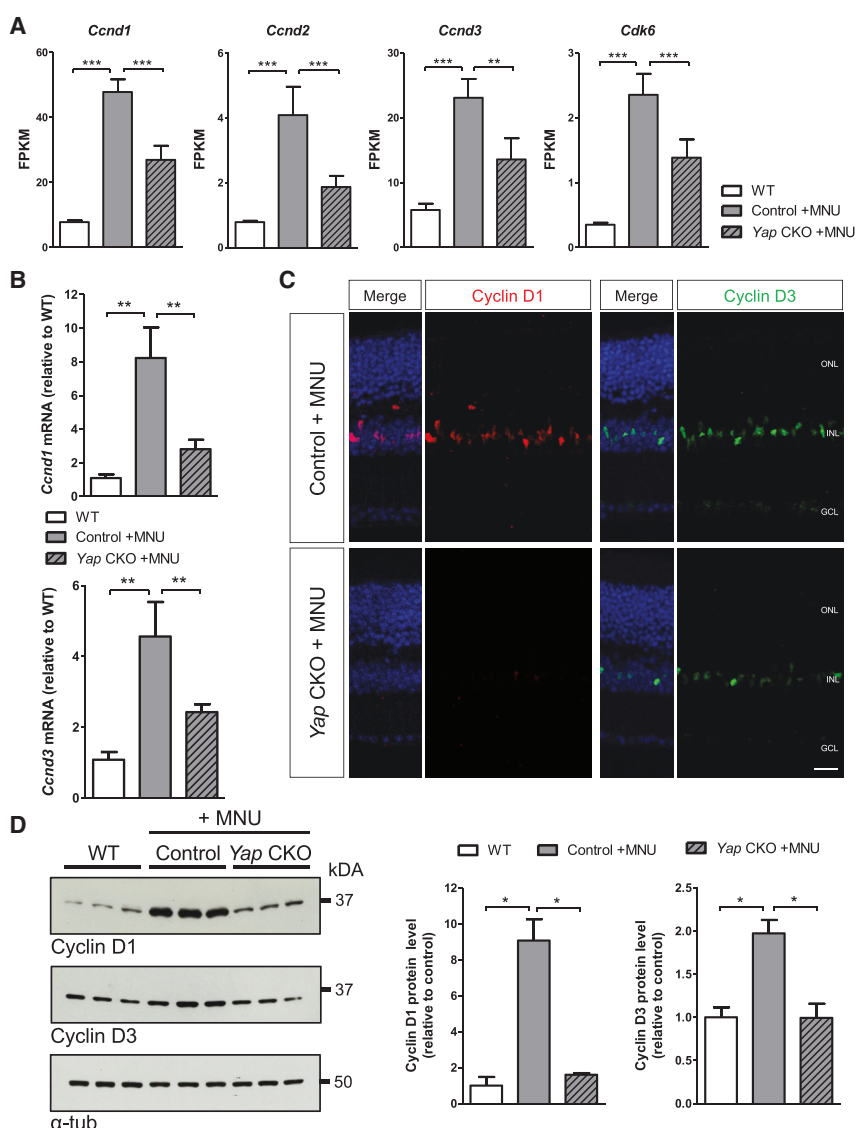 A
Ccnd1
Ccnd2
Ccnd3
Cdk6
FPKM
60
40
20
0
***
***
FPKM
6
4
2
0
***
***
FPKM
30
20
10
0
***
**
FPKM
3
2
1
0
***
***
WT
Control +MNU
Yap CKO +MNU
B
Ccnd1 mRNA (relative to WT)
12
10
8
6
4
2
0
**
**
WT
Control +MNU
Yap CKO +MNU
Ccnd3 mRNA (relative to WT)
6
4
2
0
**
**
C
Merge
Cyclin D1
Merge
Cyclin D3
Control + MNU
ONL
INL
GCL
Yap CKO + MNU
ONL
INL
GCL
D
+ MNU
WT
Control
Yap CKO
kDA
37
Cyclin D1
37
Cyclin D3
50
α-tub
WT
Control +MNU
Yap CKO +MNU
Cyclin D1 protein level
(relative to control)
12
10
8
6
4
2
0
*
*
Cyclin D3 protein level
(relative to control)
2.5
2.0
1.5
1.0
0.5
0.0
*
*